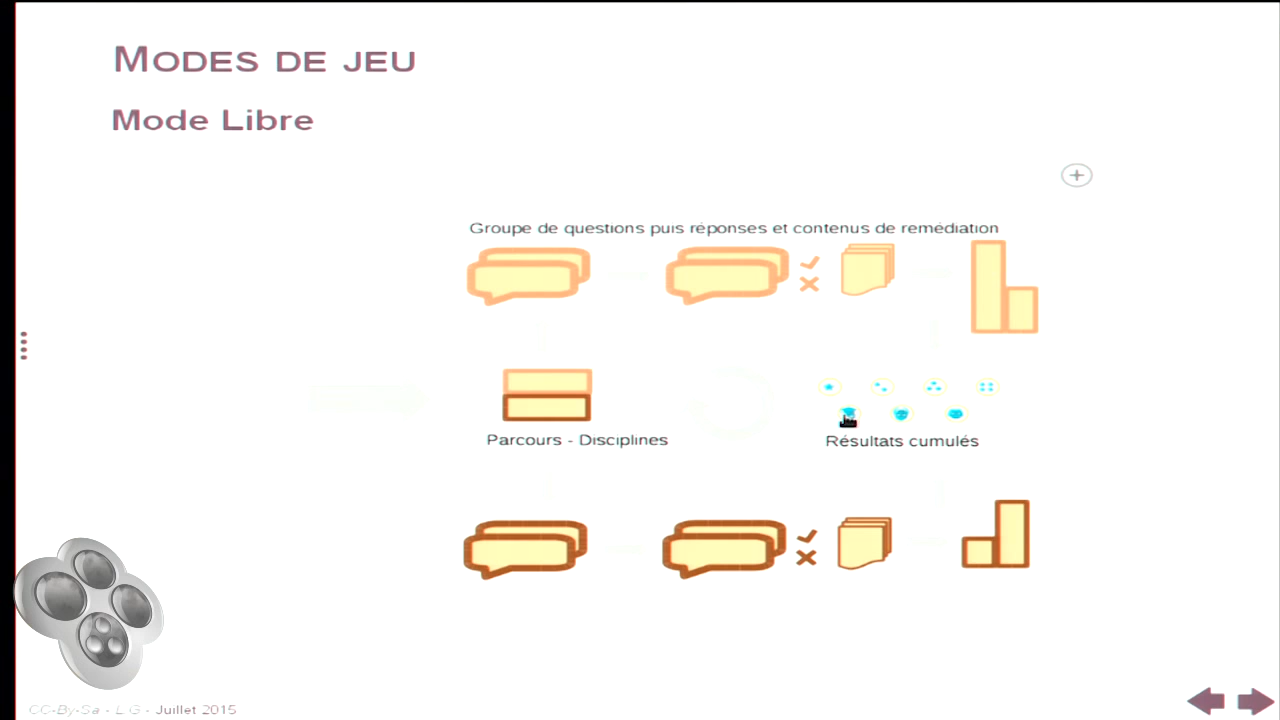 MODES DE JEU
Mode Libre
Groupe de questions puis réponses et contenus de remédiation
Parcours - Disciplines
Résultats cumulés
CC-By-Sa - L G - Juillet 2015